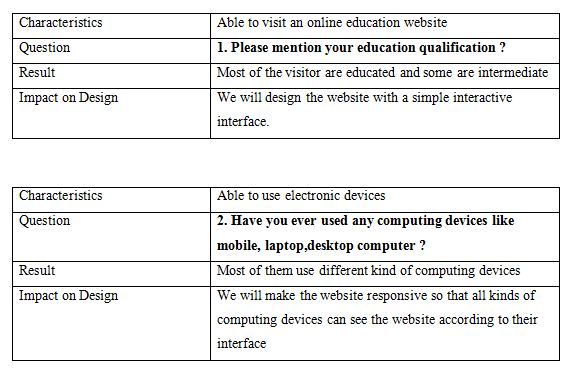 Characteristics
Able to visit an online education website
Question
1. Please mention your education qualification ?
Result
Most of the visitor are educated and some are intermediate
Impact on Design
We will design the website with a simple interactive
interface.
Characteristics
Able to use electronic devices
Question
2. Have you ever used any computing devices like
mobile, laptop,desktop computer ?
Result
Most of them use different kind of computing devices
Impact on Design
We will make the website responsive so that all kinds of
computing devices can see the website according to their
interface